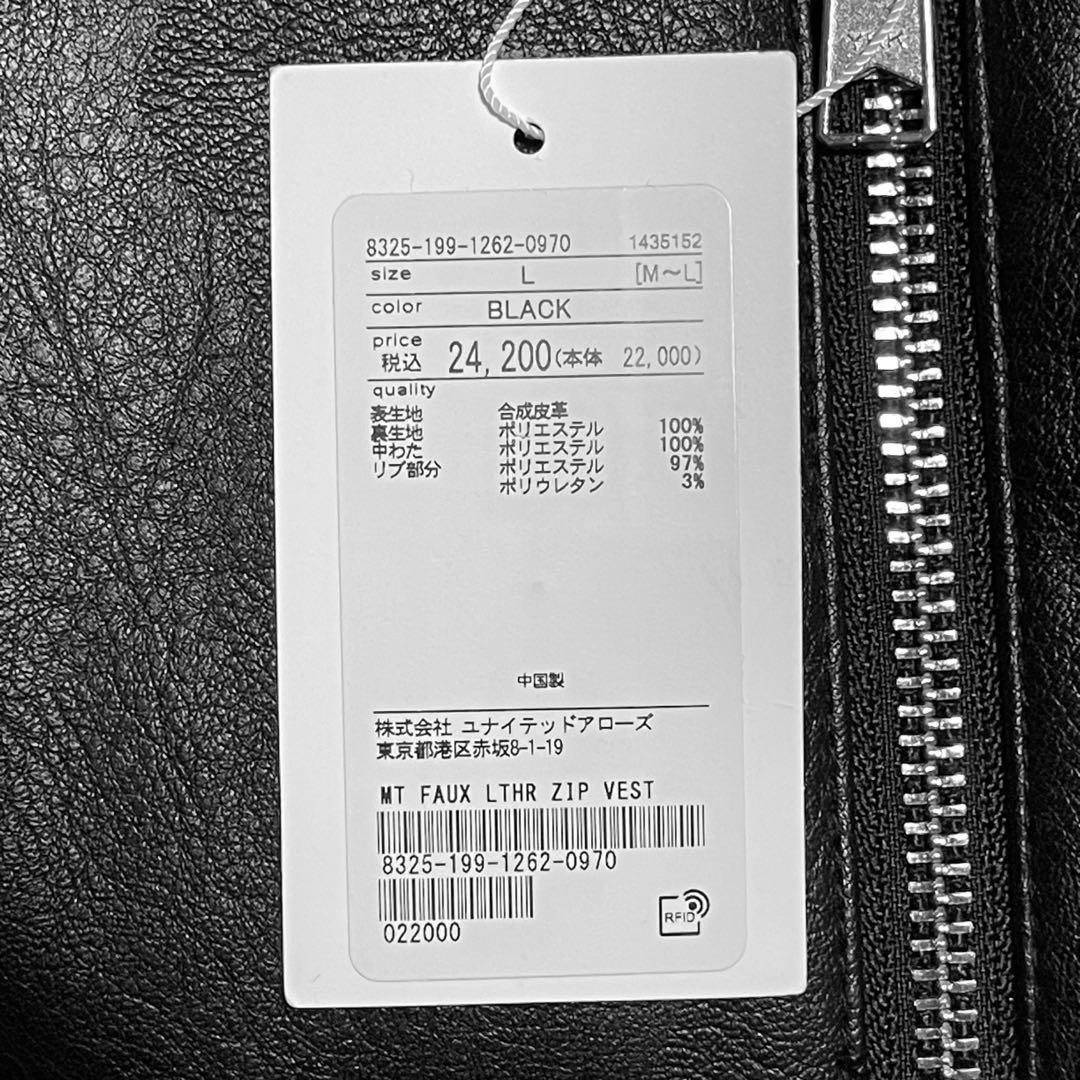 8325-199-1262-0970 1435152
size L [M～L]
color BLACK
price
税込 24,200(本体 22,000)
quality
表生地 合成皮革
裏生地 ポリエステル 100%
中わた ポリエステル 100%
リブ部分 ポリエステル 97%
ポリウレタン 3%
中国製
株式会社 ユナイテッドアローズ
東京都港区赤坂8-1-19
MT FAUX LTHR ZIP VEST
8325-199-1262-0970
022000
RFID